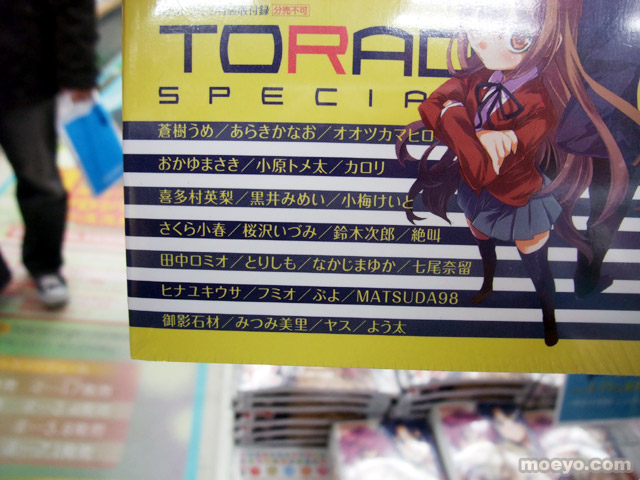 分売不可
TORAD
SPECIA
蒼樹うめ／あらきかなお／オオツカマヒロ
おかゆまさき／小原トメ太／カロリ
喜多村英梨／黒井みめい／小梅けいと
さくら小春／桜沢いづみ／鈴木次郎／絶叫
田中ロミオ／とりしも／なかじまゆか／七尾奈留
ヒナユキウサ／フミオ／ぷよ／MATSUDA98
御影石材／みつみ美里／ヤス／よう太
moeyo.com